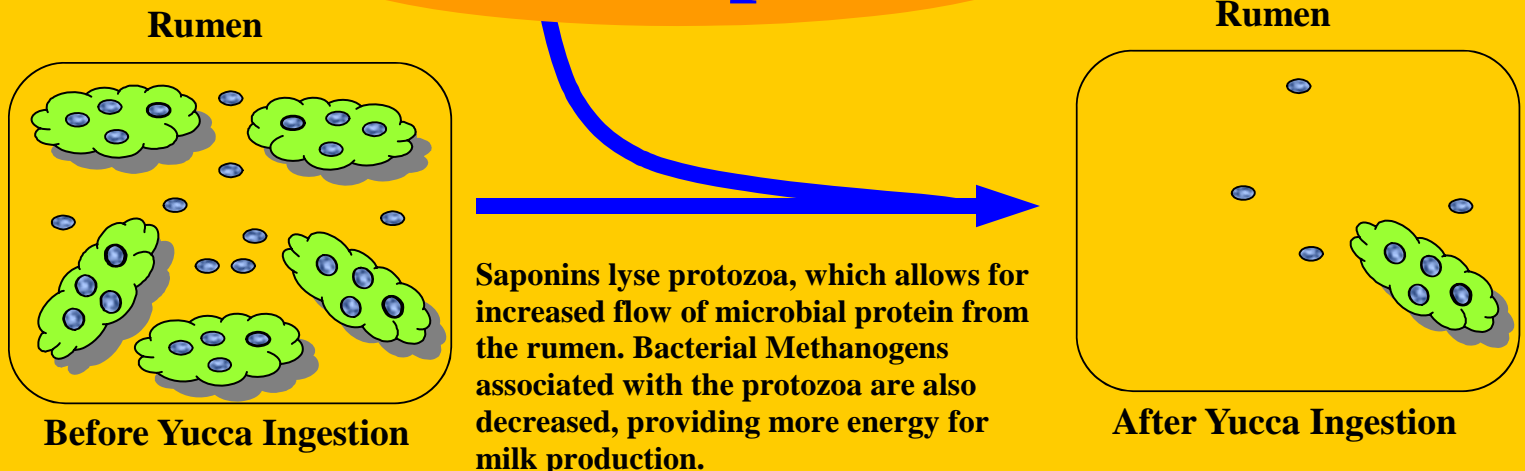 Rumen
Rumen
Saponins lyse protozoa, which allows for
increased flow of microbial protein from
the rumen. Bacterial Methanogens
associated with the protozoa are also
decreased, providing more energy for
milk production.
Before Yucca Ingestion
After Yucca Ingestion